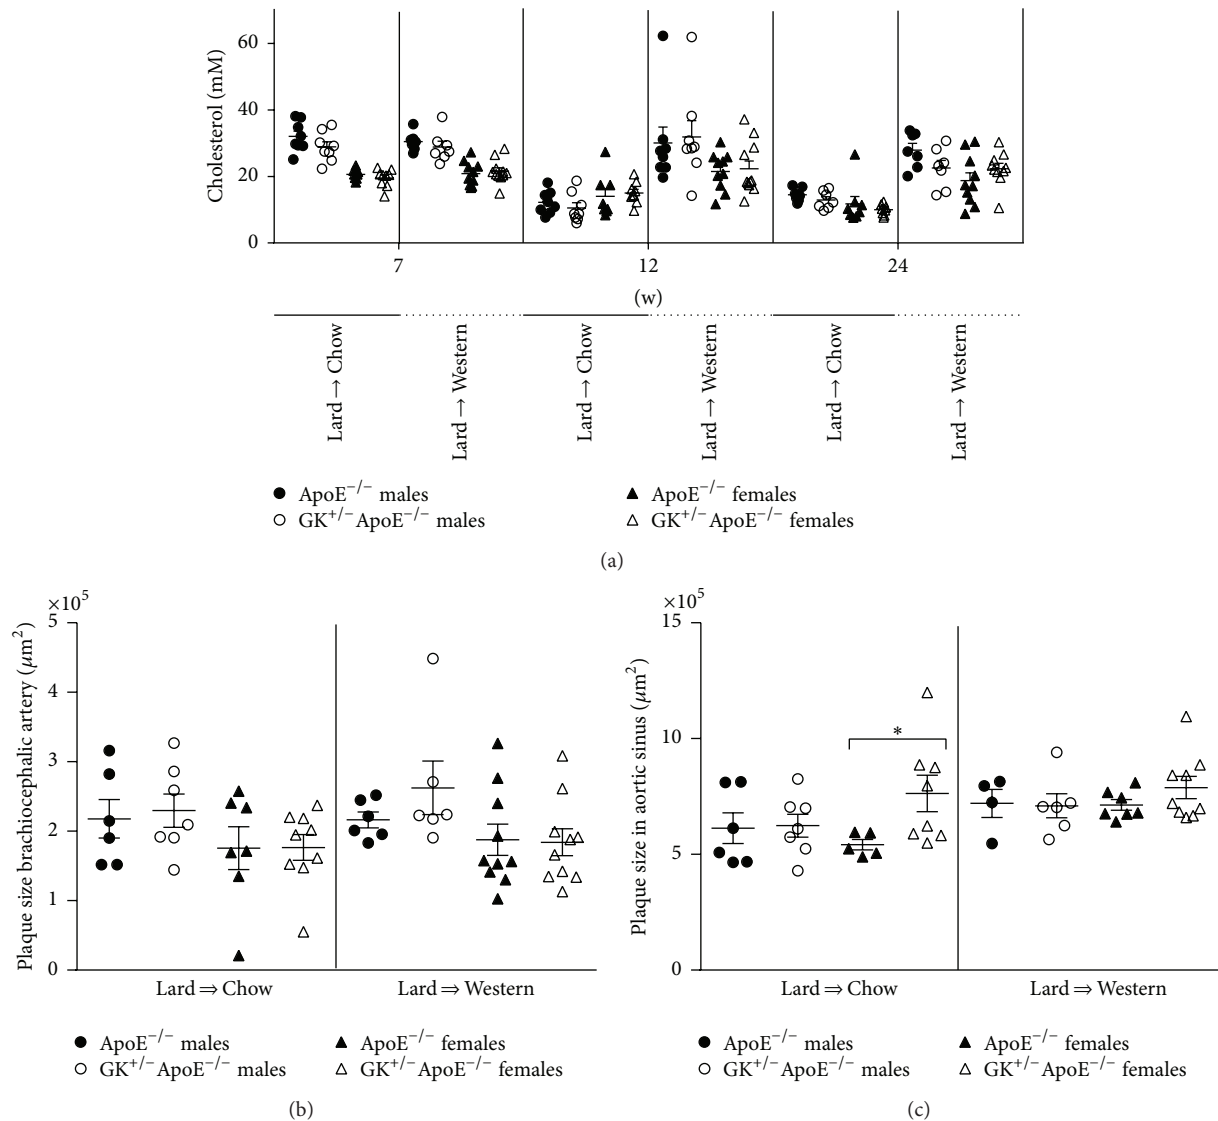 Cholesterol (mM)
60
40
20
0
7 12 24
(w)
Lard → Chow
Lard → Western
Lard → Chow
Lard → Western
Lard → Chow
Lard → Western
ApoE−/− males ApoE−/− females
GK+/−ApoE−/− males GK+/−ApoE−/− females
(a)
×10⁵
Plaque size brachiocephalic artery (μm²)
5
4
3
2
1
0
Lard ⇒ Chow Lard ⇒ Western
ApoE−/− males ApoE−/− females
GK+/−ApoE−/− males GK+/−ApoE−/− females
(b)
×10⁵
Plaque size in aortic sinus (μm²)
15
10
5
0
*
Lard ⇒ Chow Lard ⇒ Western
ApoE−/− males ApoE−/− females
GK+/−ApoE−/− males GK+/−ApoE−/− females
(c)